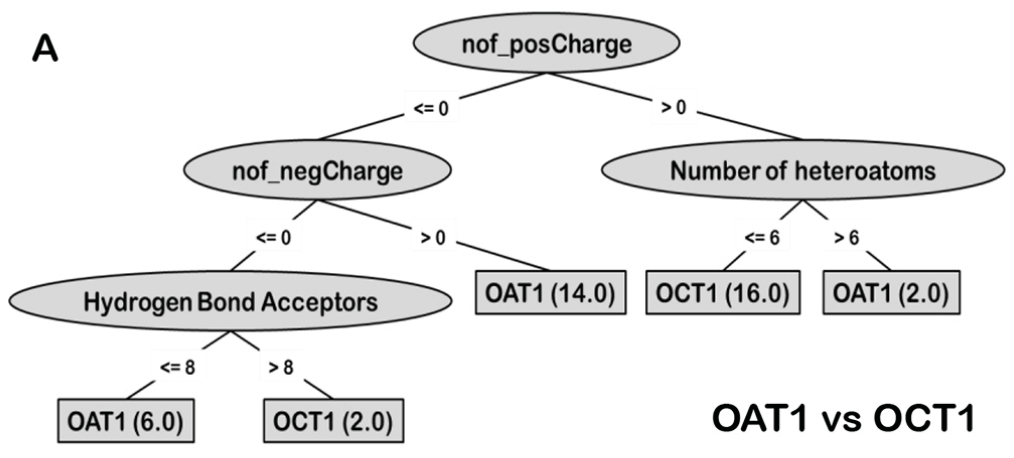 A
nof_posCharge
<= 0
> 0
nof_negCharge
Number of heteroatoms
<= 0
> 0
<= 6
> 6
Hydrogen Bond Acceptors
OAT1 (14.0)
OCT1 (16.0)
OAT1 (2.0)
<= 8
> 8
OAT1 (6.0)
OCT1 (2.0)
OAT1 vs OCT1